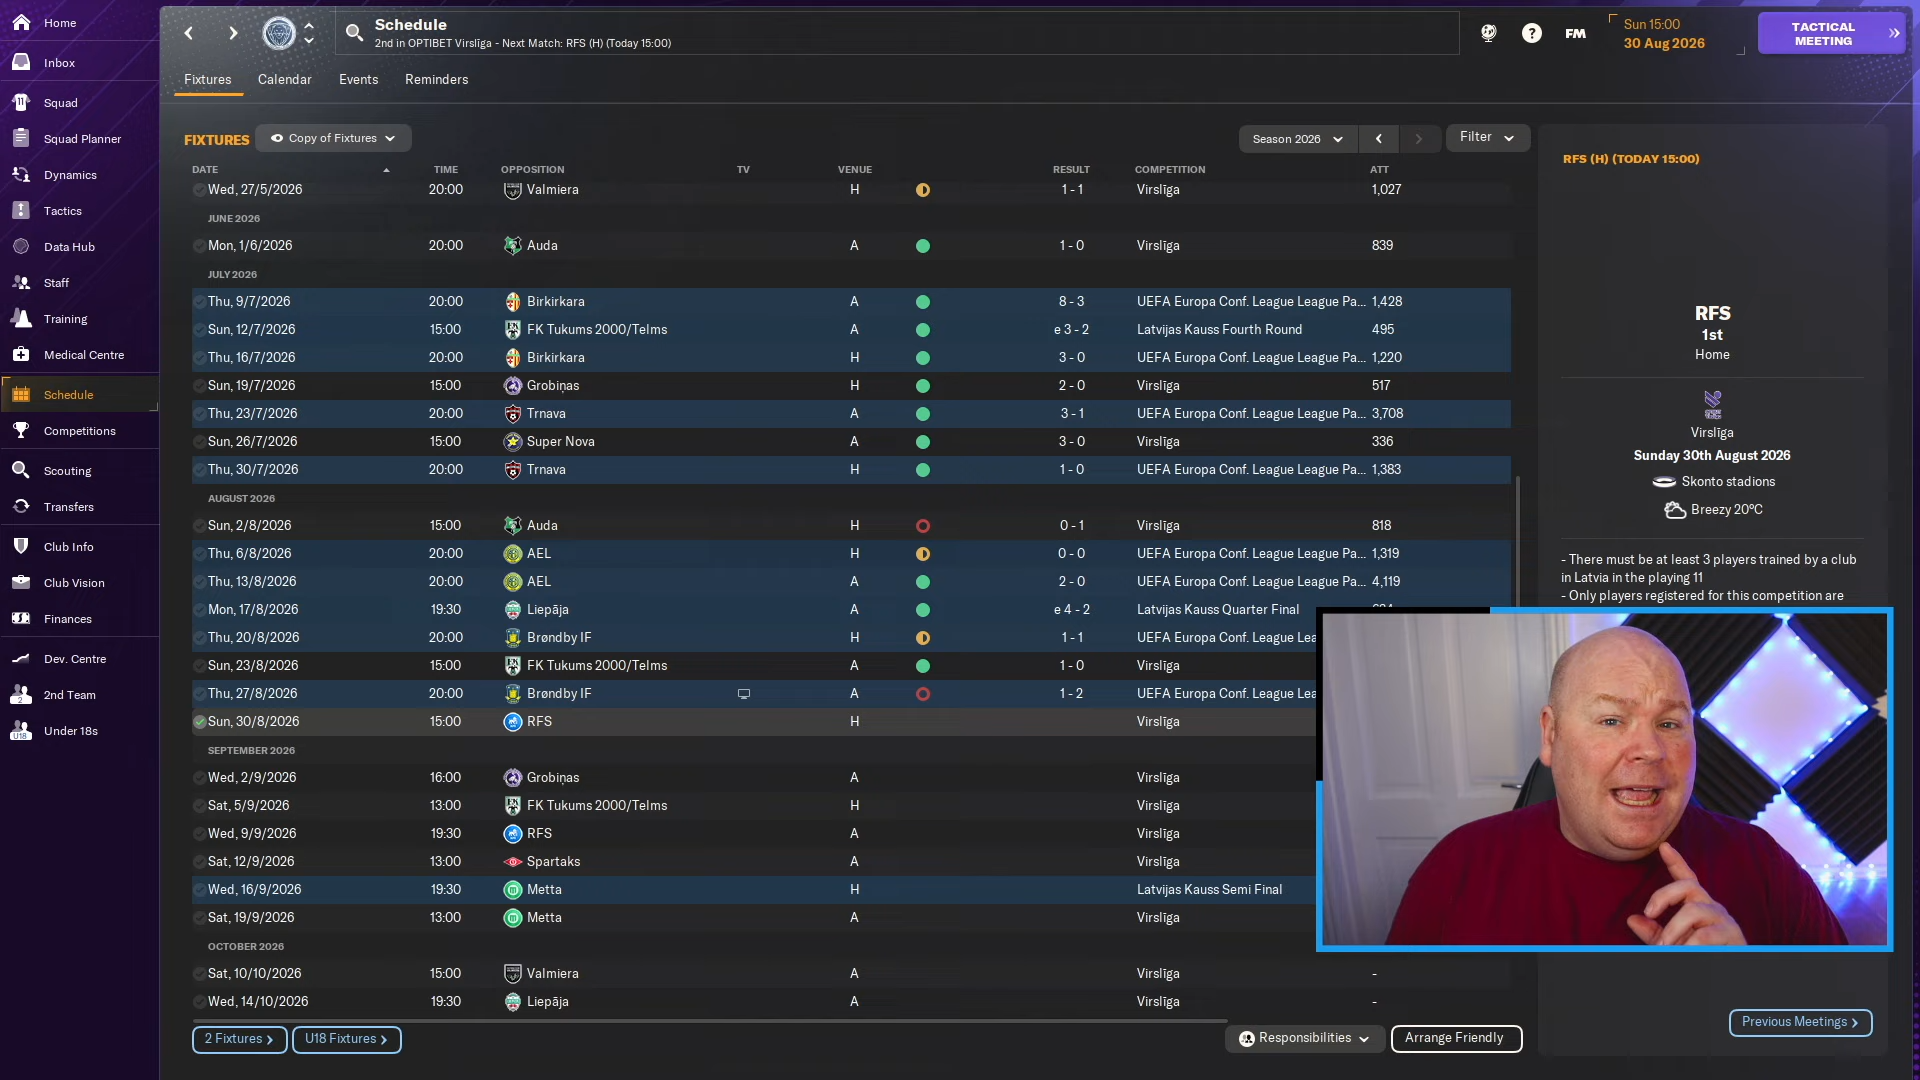 Home
Inbox
Squad
Squad Planner
Dynamics
Tactics
Data Hub
Staff
Training
Medical Centre
Schedule
Competitions
Scouting
Transfers
Club Info
Club Vision
Finances
Dev. Centre
2nd Team
Under 18s
Schedule
2nd in OPTIBET Virslīga - Next Match: RFS (H) (Today 15:00)
FM
Sun 15:00
30 Aug 2026
TACTICAL MEETING
Fixtures Calendar Events Reminders
FIXTURES Copy of Fixtures Season 2026 Filter
DATE TIME OPPOSITION TV VENUE RESULT COMPETITION ATT
Wed, 27/5/2026 20:00 Valmiera H 1 - 1 Virslīga 1,027
JUNE 2026
Mon, 1/6/2026 20:00 Auda A 1 - 0 Virslīga 839
JULY 2026
Thu, 9/7/2026 20:00 Birkirkara A 8 - 3 UEFA Europa Conf. League League Pa... 1,428
Sun, 12/7/2026 15:00 FK Tukums 2000/Telms A e 3 - 2 Latvijas Kauss Fourth Round 495
Thu, 16/7/2026 20:00 Birkirkara H 3 - 0 UEFA Europa Conf. League League Pa... 1,220
Sun, 19/7/2026 15:00 Grobiņas H 2 - 0 Virslīga 517
Thu, 23/7/2026 20:00 Trnava A 3 - 1 UEFA Europa Conf. League League Pa... 3,708
Sun, 26/7/2026 15:00 Super Nova A 3 - 0 Virslīga 336
Thu, 30/7/2026 20:00 Trnava H 1 - 0 UEFA Europa Conf. League League Pa... 1,383
AUGUST 2026
Sun, 2/8/2026 15:00 Auda H 0 - 1 Virslīga 818
Thu, 6/8/2026 20:00 AEL H 0 - 0 UEFA Europa Conf. League League Pa... 1,319
Thu, 13/8/2026 20:00 AEL A 2 - 0 UEFA Europa Conf. League League Pa... 4,119
Mon, 17/8/2026 19:30 Liepāja A e 4 - 2 Latvijas Kauss Quarter Final
Thu, 20/8/2026 20:00 Brøndby IF H 1 - 1 UEFA Europa Conf. League Lea
Sun, 23/8/2026 15:00 FK Tukums 2000/Telms A 1 - 0 Virslīga
Thu, 27/8/2026 20:00 Brøndby IF A 1 - 2 UEFA Europa Conf. League Lea
Sun, 30/8/2026 15:00 RFS H Virslīga
SEPTEMBER 2026
Wed, 2/9/2026 16:00 Grobiņas A Virslīga
Sat, 5/9/2026 13:00 FK Tukums 2000/Telms H Virslīga
Wed, 9/9/2026 19:30 RFS A Virslīga
Sat, 12/9/2026 13:00 Spartaks A Virslīga
Wed, 16/9/2026 19:30 Metta H Latvijas Kauss Semi Final
Sat, 19/9/2026 13:00 Metta A Virslīga
OCTOBER 2026
Sat, 10/10/2026 15:00 Valmiera A Virslīga -
Wed, 14/10/2026 19:30 Liepāja A Virslīga -
2 Fixtures U18 Fixtures Responsibilities Arrange Friendly
RFS (H) (TODAY 15:00)
RFS
1st
Home
Virslīga
Sunday 30th August 2026
Skonto stadions
Breezy 20ºC
- There must be at least 3 players trained by a club
in Latvia in the playing 11
- Only players registered for this competition are
Previous Meetings